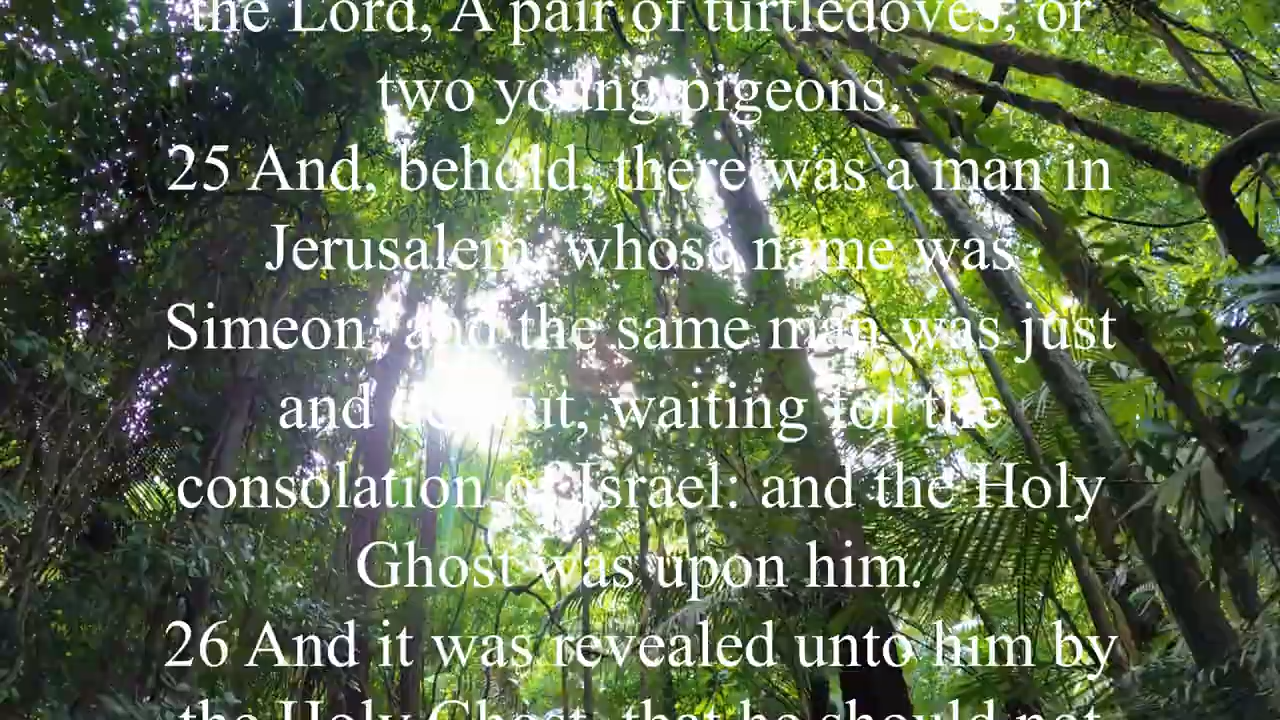 the Lord, A pair of turtledoves, or
two young pigeons.
25 And, behold, there was a man in
Jerusalem, whose name was
Simeon; and the same man was just
and devout, waiting for the
consolation of Israel: and the Holy
Ghost was upon him.
26 And it was revealed unto him by
the Holy Ghost, that he should not